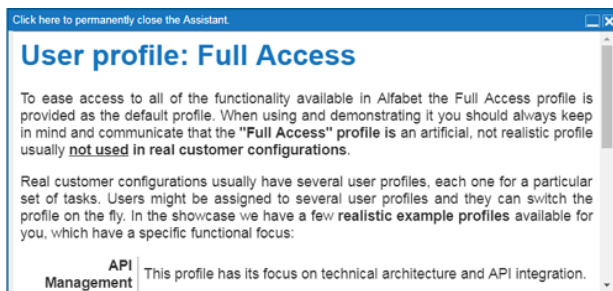 Click here to permanently close the Assistant.
User profile: Full Access
To ease access to all of the functionality available in Alfabet the Full Access profile is
provided as the default profile. When using and demonstrating it you should always keep
in mind and communicate that the "Full Access" profile is an artificial, not realistic profile
usually not used in real customer configurations.
Real customer configurations usually have several user profiles, each one for a particular
set of tasks. Users might be assigned to several user profiles and they can switch the
profile on the fly. In the showcase we have a few realistic example profiles available for
you, which have a specific functional focus:
API
Management
This profile has its focus on technical architecture and API integration.